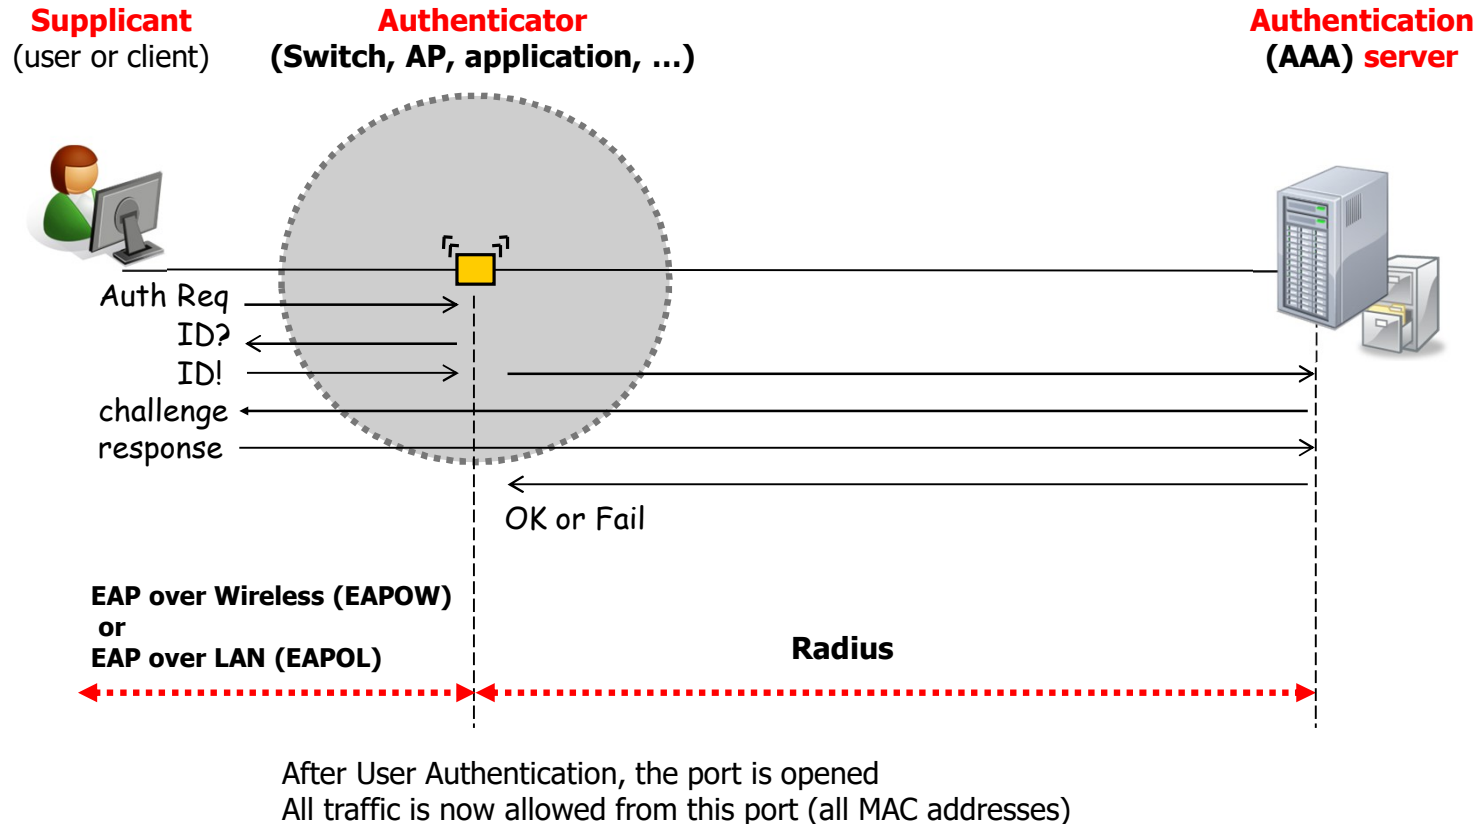 Supplicant
(user or client)
Authenticator
(Switch, AP, application, ...)
Authentication
(AAA) server
Auth Req
ID?
ID!
challenge
response
OK or Fail
EAP over Wireless (EAPOW)
or
EAP over LAN (EAPOL)
Radius
After User Authentication, the port is opened
All traffic is now allowed from this port (all MAC addresses)